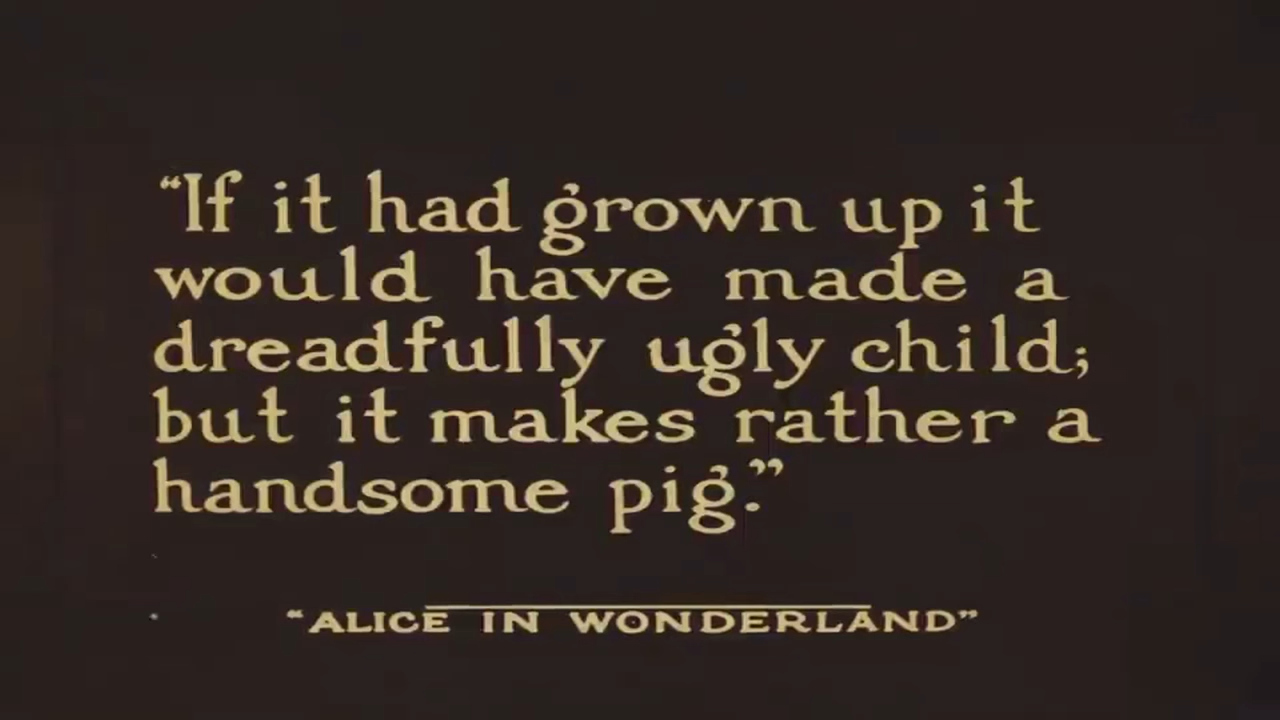 “If it had grown up it
would have made a
dreadfully ugly child;
but it makes rather a
handsome pig.”
“ALICE IN WONDERLAND”